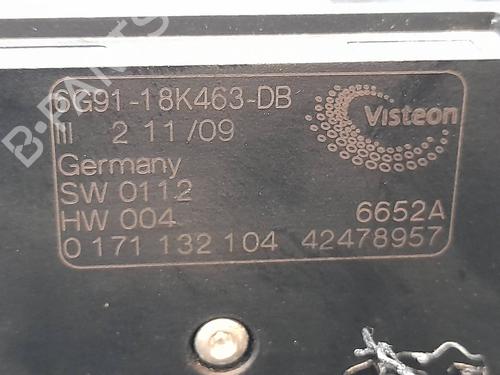 6G91-18K463-DB
III 2 11/09
Visteon
Germany
SW 0112
HW 004 6652A
0 171 132 104 42478957
B-PARTS